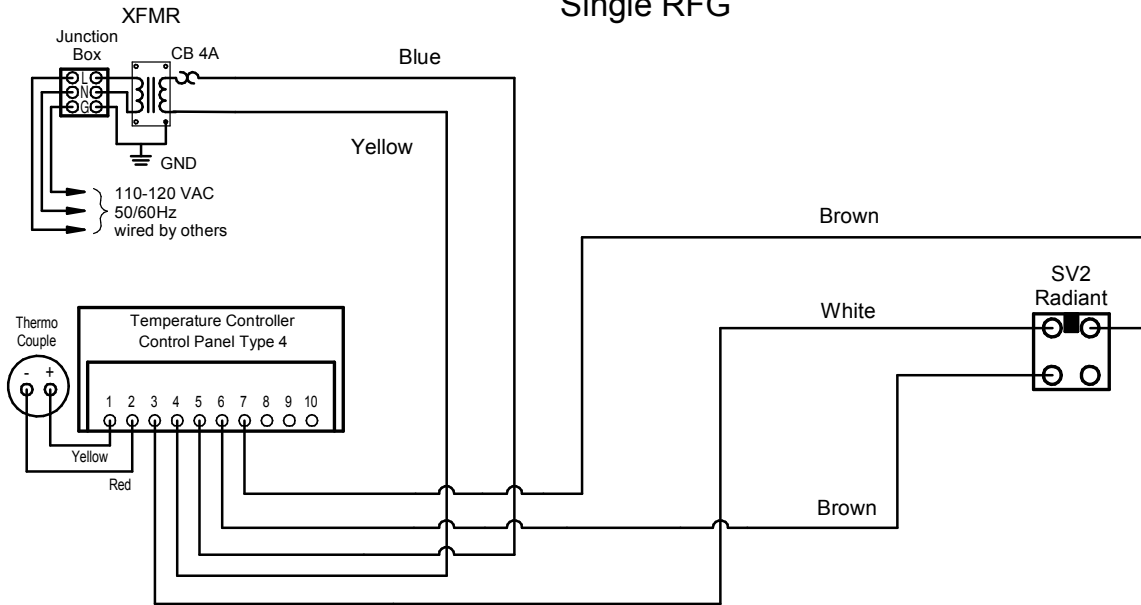 Single RFG
XFMR
Junction
Box
CB 4A
Blue
L
N
G
Yellow
GND
110-120 VAC
50/60Hz
wired by others
Brown
SV2
Radiant
White
Thermo
Couple
- +
Temperature Controller
Control Panel Type 4
1 2 3 4 5 6 7 8 9 10
Yellow
Red
Brown